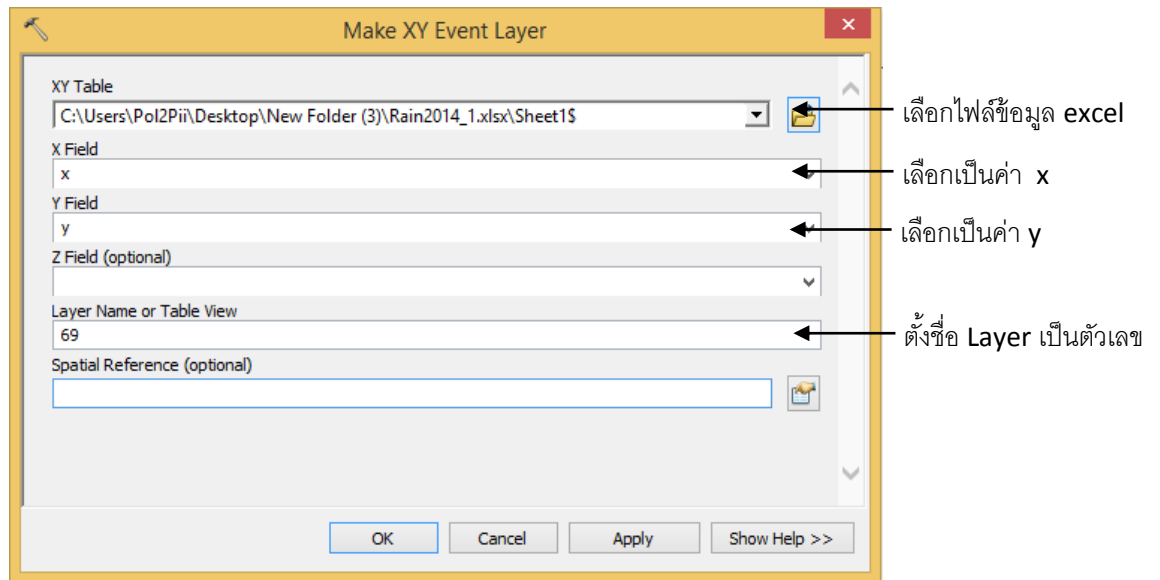 Make XY Event Layer
XY Table
C:\Users\Pol2Pii\Desktop\New Folder (3)\Rain2014_1.xlsx\Sheet1$
เลือกไฟล์ข้อมูล excel
X Field
x
เลือกเป็นค่า x
Y Field
y
เลือกเป็นค่า y
Z Field (optional)
Layer Name or Table View
69
ตั้งชื่อ Layer เป็นตัวเลข
Spatial Reference (optional)
OK Cancel Apply Show Help >>